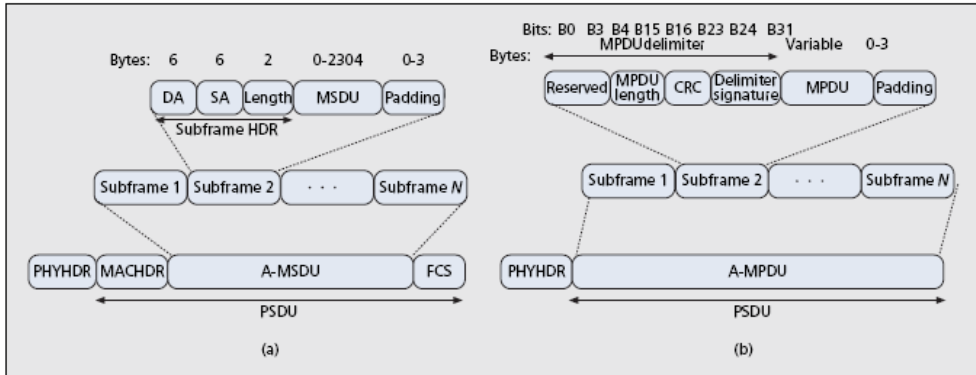 Bytes: 6 6 2 0-2304 0-3
DA SA Length MSDU Padding
Subframe HDR
Subframe 1 Subframe 2 · · · Subframe N
PHYHDR MACHDR A-MSDU FCS
PSDU
(a)
Bits: B0 B3 B4 B15 B16 B23 B24 B31
Bytes: MPDUdelimiter Variable 0-3
Reserved MPDU length CRC Delimiter signature MPDU Padding
Subframe 1 Subframe 2 · · · Subframe N
PHYHDR A-MPDU
PSDU
(b)